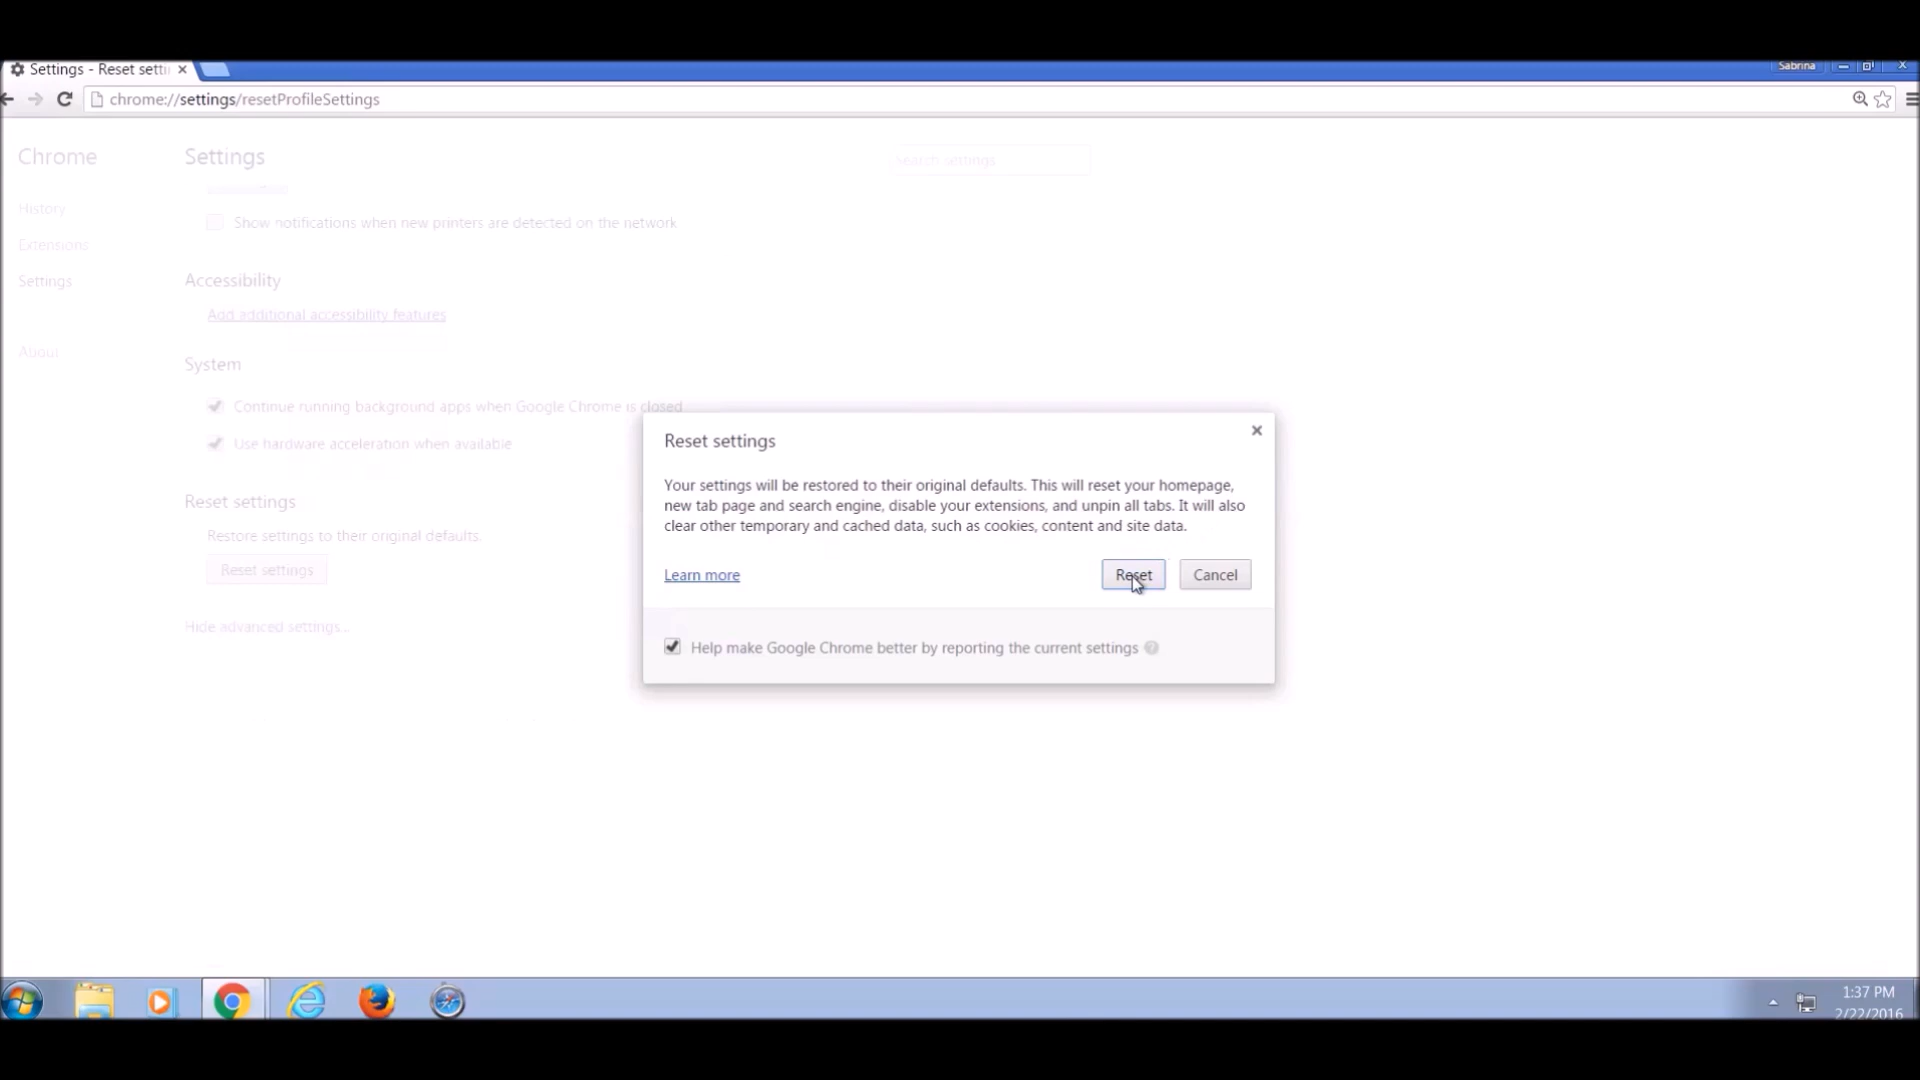 Settings - Reset setti
Sabrina
chrome://settings/resetProfileSettings
Chrome
Settings
Search settings
History
Show notifications when new printers are detected on the network
Extensions
Settings
Accessibility
Add additional accessibility features
About
System
Continue running background apps when Google Chrome is closed
Use hardware acceleration when available
Reset settings
Restore settings to their original defaults.
Reset settings
Hide advanced settings...
Reset settings
Your settings will be restored to their original defaults. This will reset your homepage,
new tab page and search engine, disable your extensions, and unpin all tabs. It will also
clear other temporary and cached data, such as cookies, content and site data.
Learn more
Reset
Cancel
Help make Google Chrome better by reporting the current settings
1:37 PM
2/22/2016